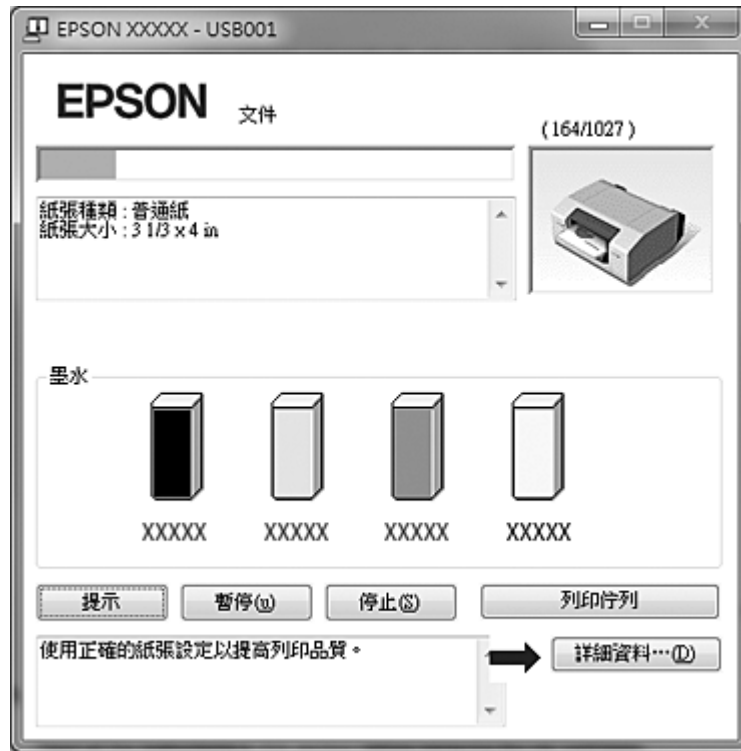 EPSON XXXXX - USB001
EPSON 文件
(164/1027)
紙張種類 : 普通紙
紙張大小 : 3 1/3 x 4 in
墨水
XXXXX XXXXX XXXXX XXXXX
提示 暫停(u) 停止(S) 列印佇列
使用正確的紙張設定以提高列印品質。
詳細資料…(D)